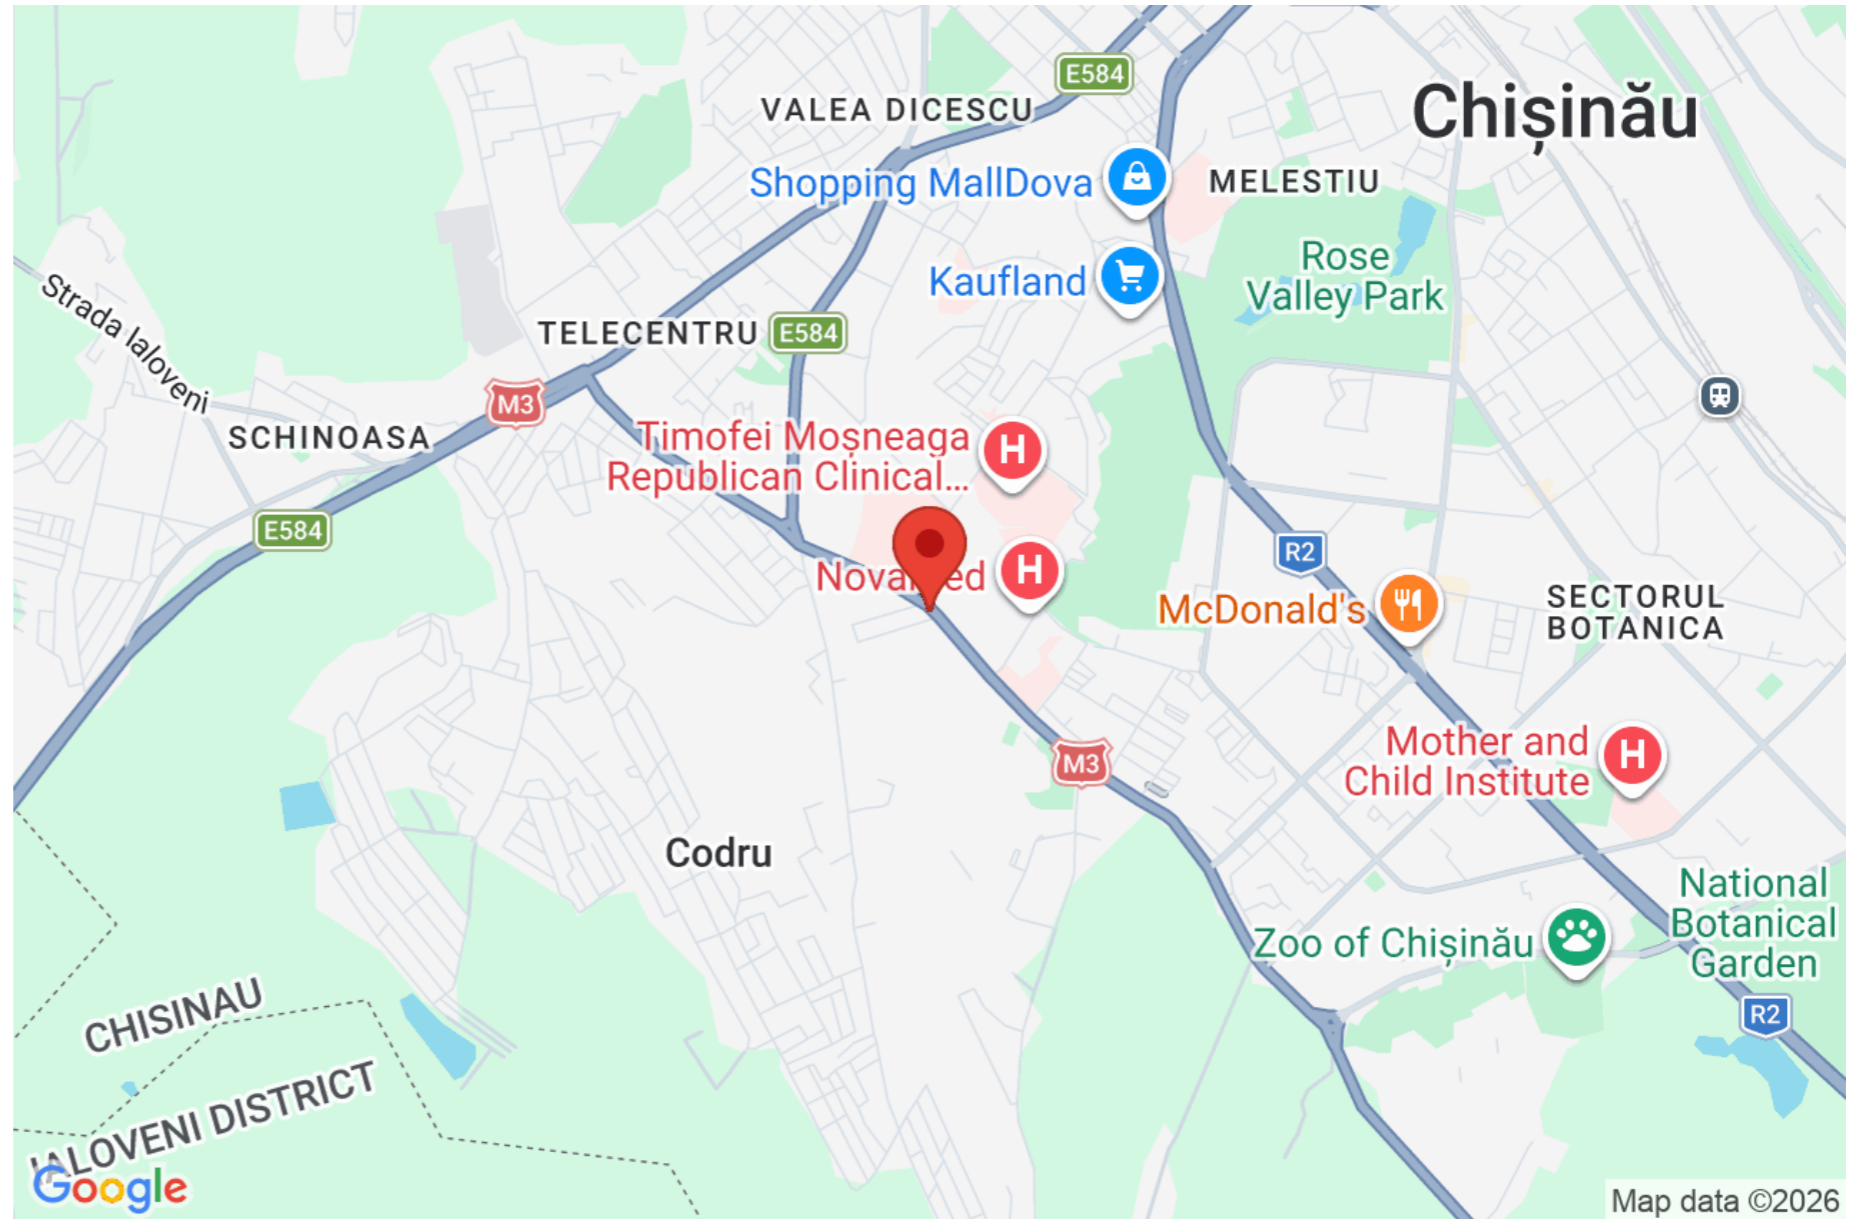 E584
VALEA DICESCU
Chișinău
Shopping MallDova
MELESTIU
Rose
Valley Park
Kaufland
Strada Ialoveni
TELECENTRU
E584
M3
SCHINOASA
Timofei Moșneaga
Republican Clinical...
H
E584
R2
H
McDonald's
SECTORUL
BOTANICA
M3
Mother and
Child Institute
H
Codru
National
Botanical
Garden
Zoo of Chișinău
CHISINAU
R2
IALOVENI DISTRICT
Google
Map data ©2026